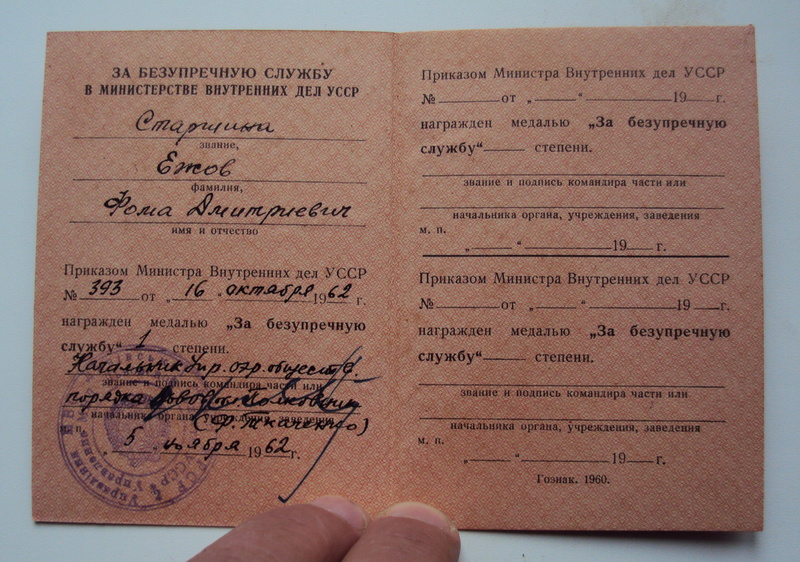 ЗА БЕЗУПРЕЧНУЮ СЛУЖБУ
В МИНИСТЕРСТВЕ ВНУТРЕННИХ ДЕЛ УССР
Старшина
звание,
Ежов
фамилия,
Фома Дмитриевич
имя и отчество
Приказом Министра Внутренних дел УССР
№ 393 от „ 16 “ октября 1962 г.
награжден медалью „За безупречную
службу“ 1 степени.
Начальник Упр. охр. обществ.
звание и подпись командира части или
порядка
начальника органа, учреждения, заведения
(Ф. Ткаченко)
м. п.
„ 5 “ ноября 1962 г.
Приказом Министра Внутренних дел УССР
№ от „ “ 19 г.
награжден медалью „За безупречную
службу“ степени.
звание и подпись командира части или
начальника органа, учреждения, заведения
м. п.
„ “ 19 г.
Приказом Министра Внутренних дел УССР
№ от „ “ 19 г.
награжден медалью „За безупречную
службу“ степени.
звание и подпись командира части или
начальника органа, учреждения, заведения
м. п.
„ “ 19 г.
Гознак. 1960.